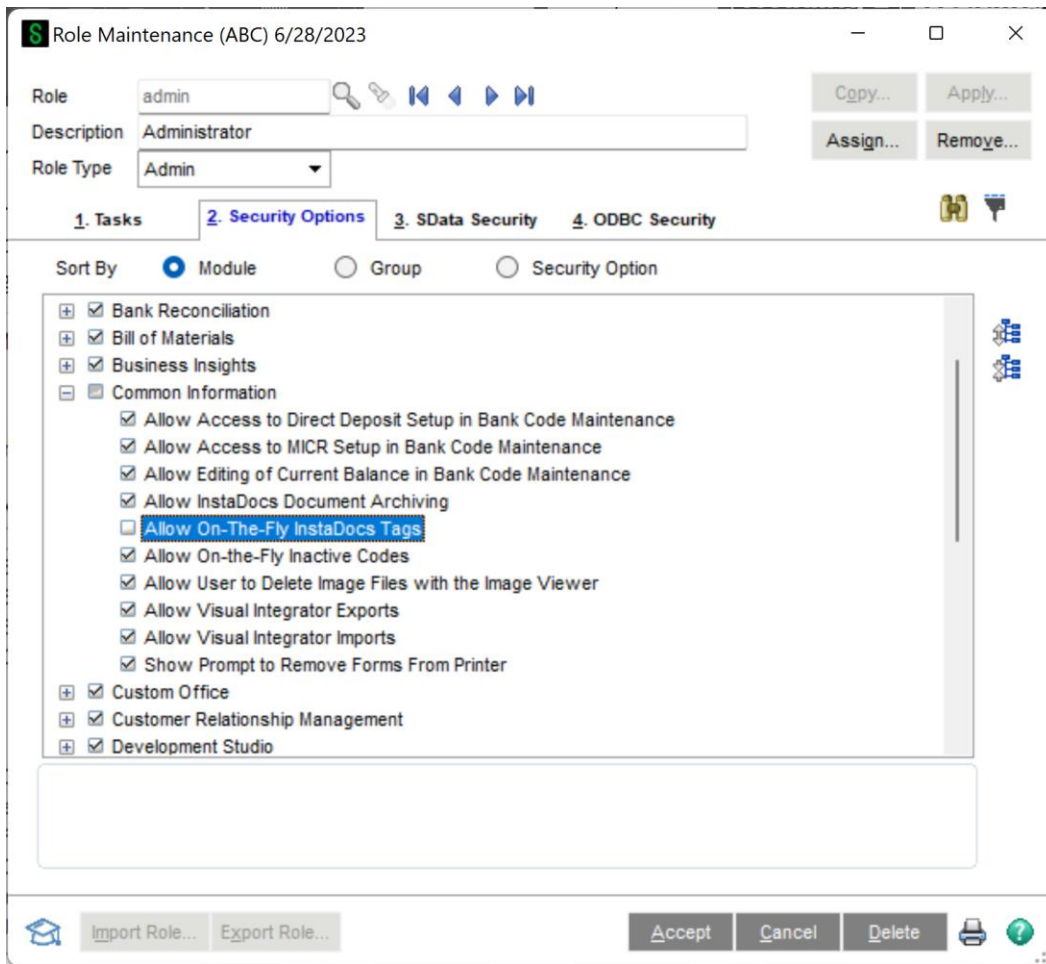 S Role Maintenance (ABC) 6/28/2023
Role admin Copy... Apply...
Description Administrator Assign... Remove...
Role Type Admin
1. Tasks 2. Security Options 3. SData Security 4. ODBC Security
Sort By Module Group Security Option
Bank Reconciliation
Bill of Materials
Business Insights
Common Information
Allow Access to Direct Deposit Setup in Bank Code Maintenance
Allow Access to MICR Setup in Bank Code Maintenance
Allow Editing of Current Balance in Bank Code Maintenance
Allow InstaDocs Document Archiving
Allow On-The-Fly InstaDocs Tags
Allow On-the-Fly Inactive Codes
Allow User to Delete Image Files with the Image Viewer
Allow Visual Integrator Exports
Allow Visual Integrator Imports
Show Prompt to Remove Forms From Printer
Custom Office
Customer Relationship Management
Development Studio
Import Role... Export Role... Accept Cancel Delete ?